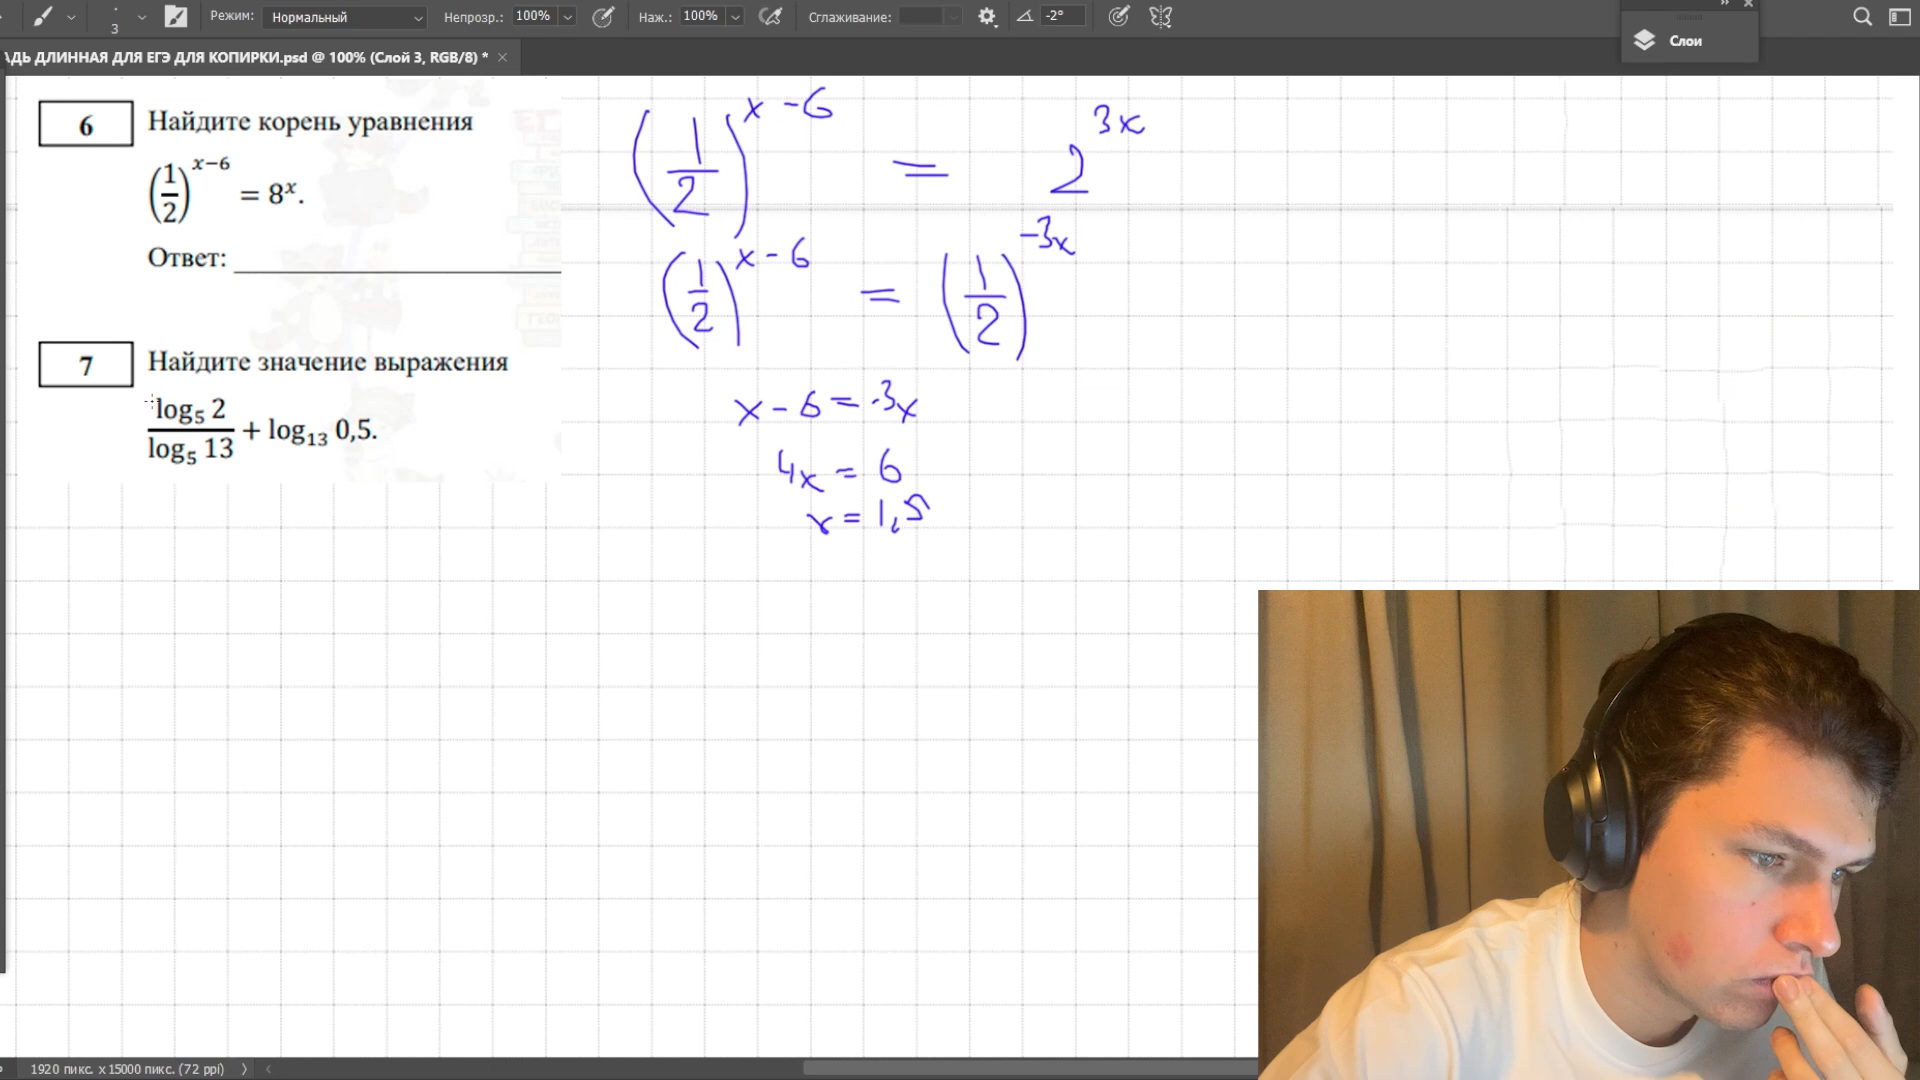 3 Режим: Нормальный Непрозр.: 100% Наж.: 100% Сглаживание: -2°
Слои
АДЬ ДЛИННАЯ ДЛЯ ЕГЭ ДЛЯ КОПИРКИ.psd @ 100% (Слой 3, RGB/8) *
6 Найдите корень уравнения
(1/2)^(x−6) = 8^x.
Ответ:
7 Найдите значение выражения
log₅ 2 / log₅ 13 + log₁₃ 0,5.
(1/2)^(x-6) = 2^(3x)
(1/2)^(x-6) = (1/2)^(-3x)
x - 6 = -3x
4x = 6
x = 1,5
1920 пикс. x 15000 пикс. (72 ppi)